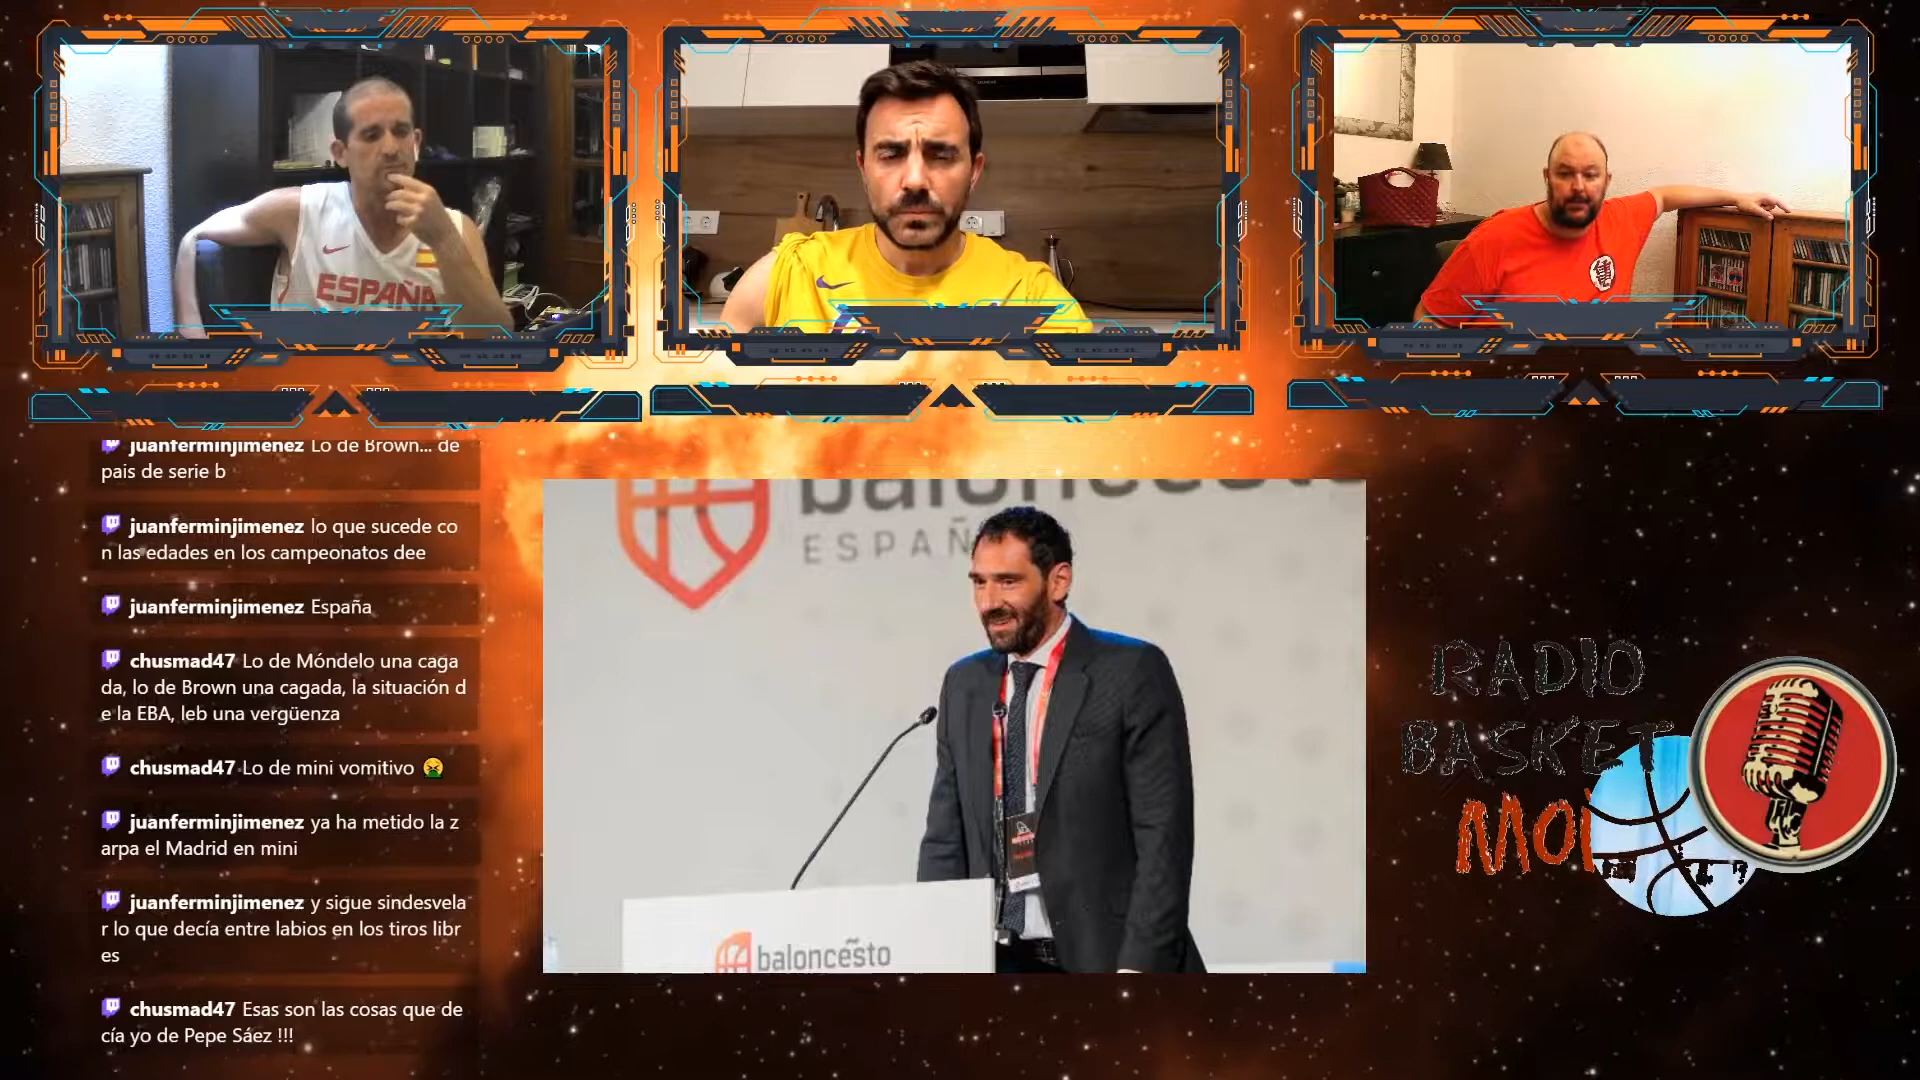 ESPAÑA
juanferminjimenez Lo de Brown... de
pais de serie b
juanferminjimenez lo que sucede co
n las edades en los campeonatos dee
juanferminjimenez España
chusmad47 Lo de Móndelo una caga
da, lo de Brown una cagada, la situación d
e la EBA, leb una vergüenza
chusmad47 Lo de mini vomitivo 🤮
juanferminjimenez ya ha metido la z
arpa el Madrid en mini
juanferminjimenez y sigue sindesvela
r lo que decía entre labios en los tiros libr
es
chusmad47 Esas son las cosas que de
cía yo de Pepe Sáez !!!
baloncesto
ESPAÑ
baloncesto
RADIO
BASKET
MOI